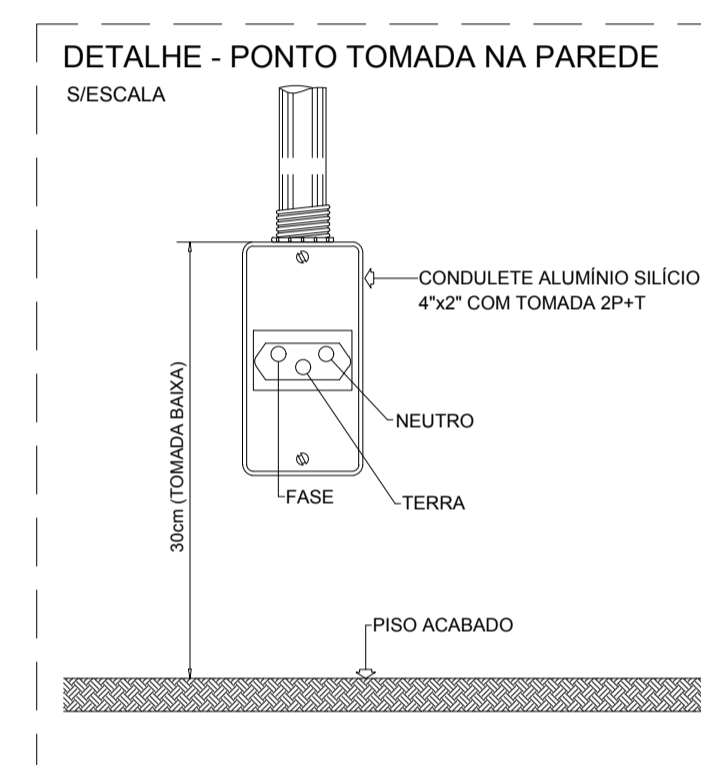 DETALHE - PONTO TOMADA NA PAREDE
S/ESCALA
CONDULETE ALUMÍNIO SILÍCIO
4"x2" COM TOMADA 2P+T
30cm (TOMADA BAIXA)
NEUTRO
FASE
TERRA
PISO ACABADO